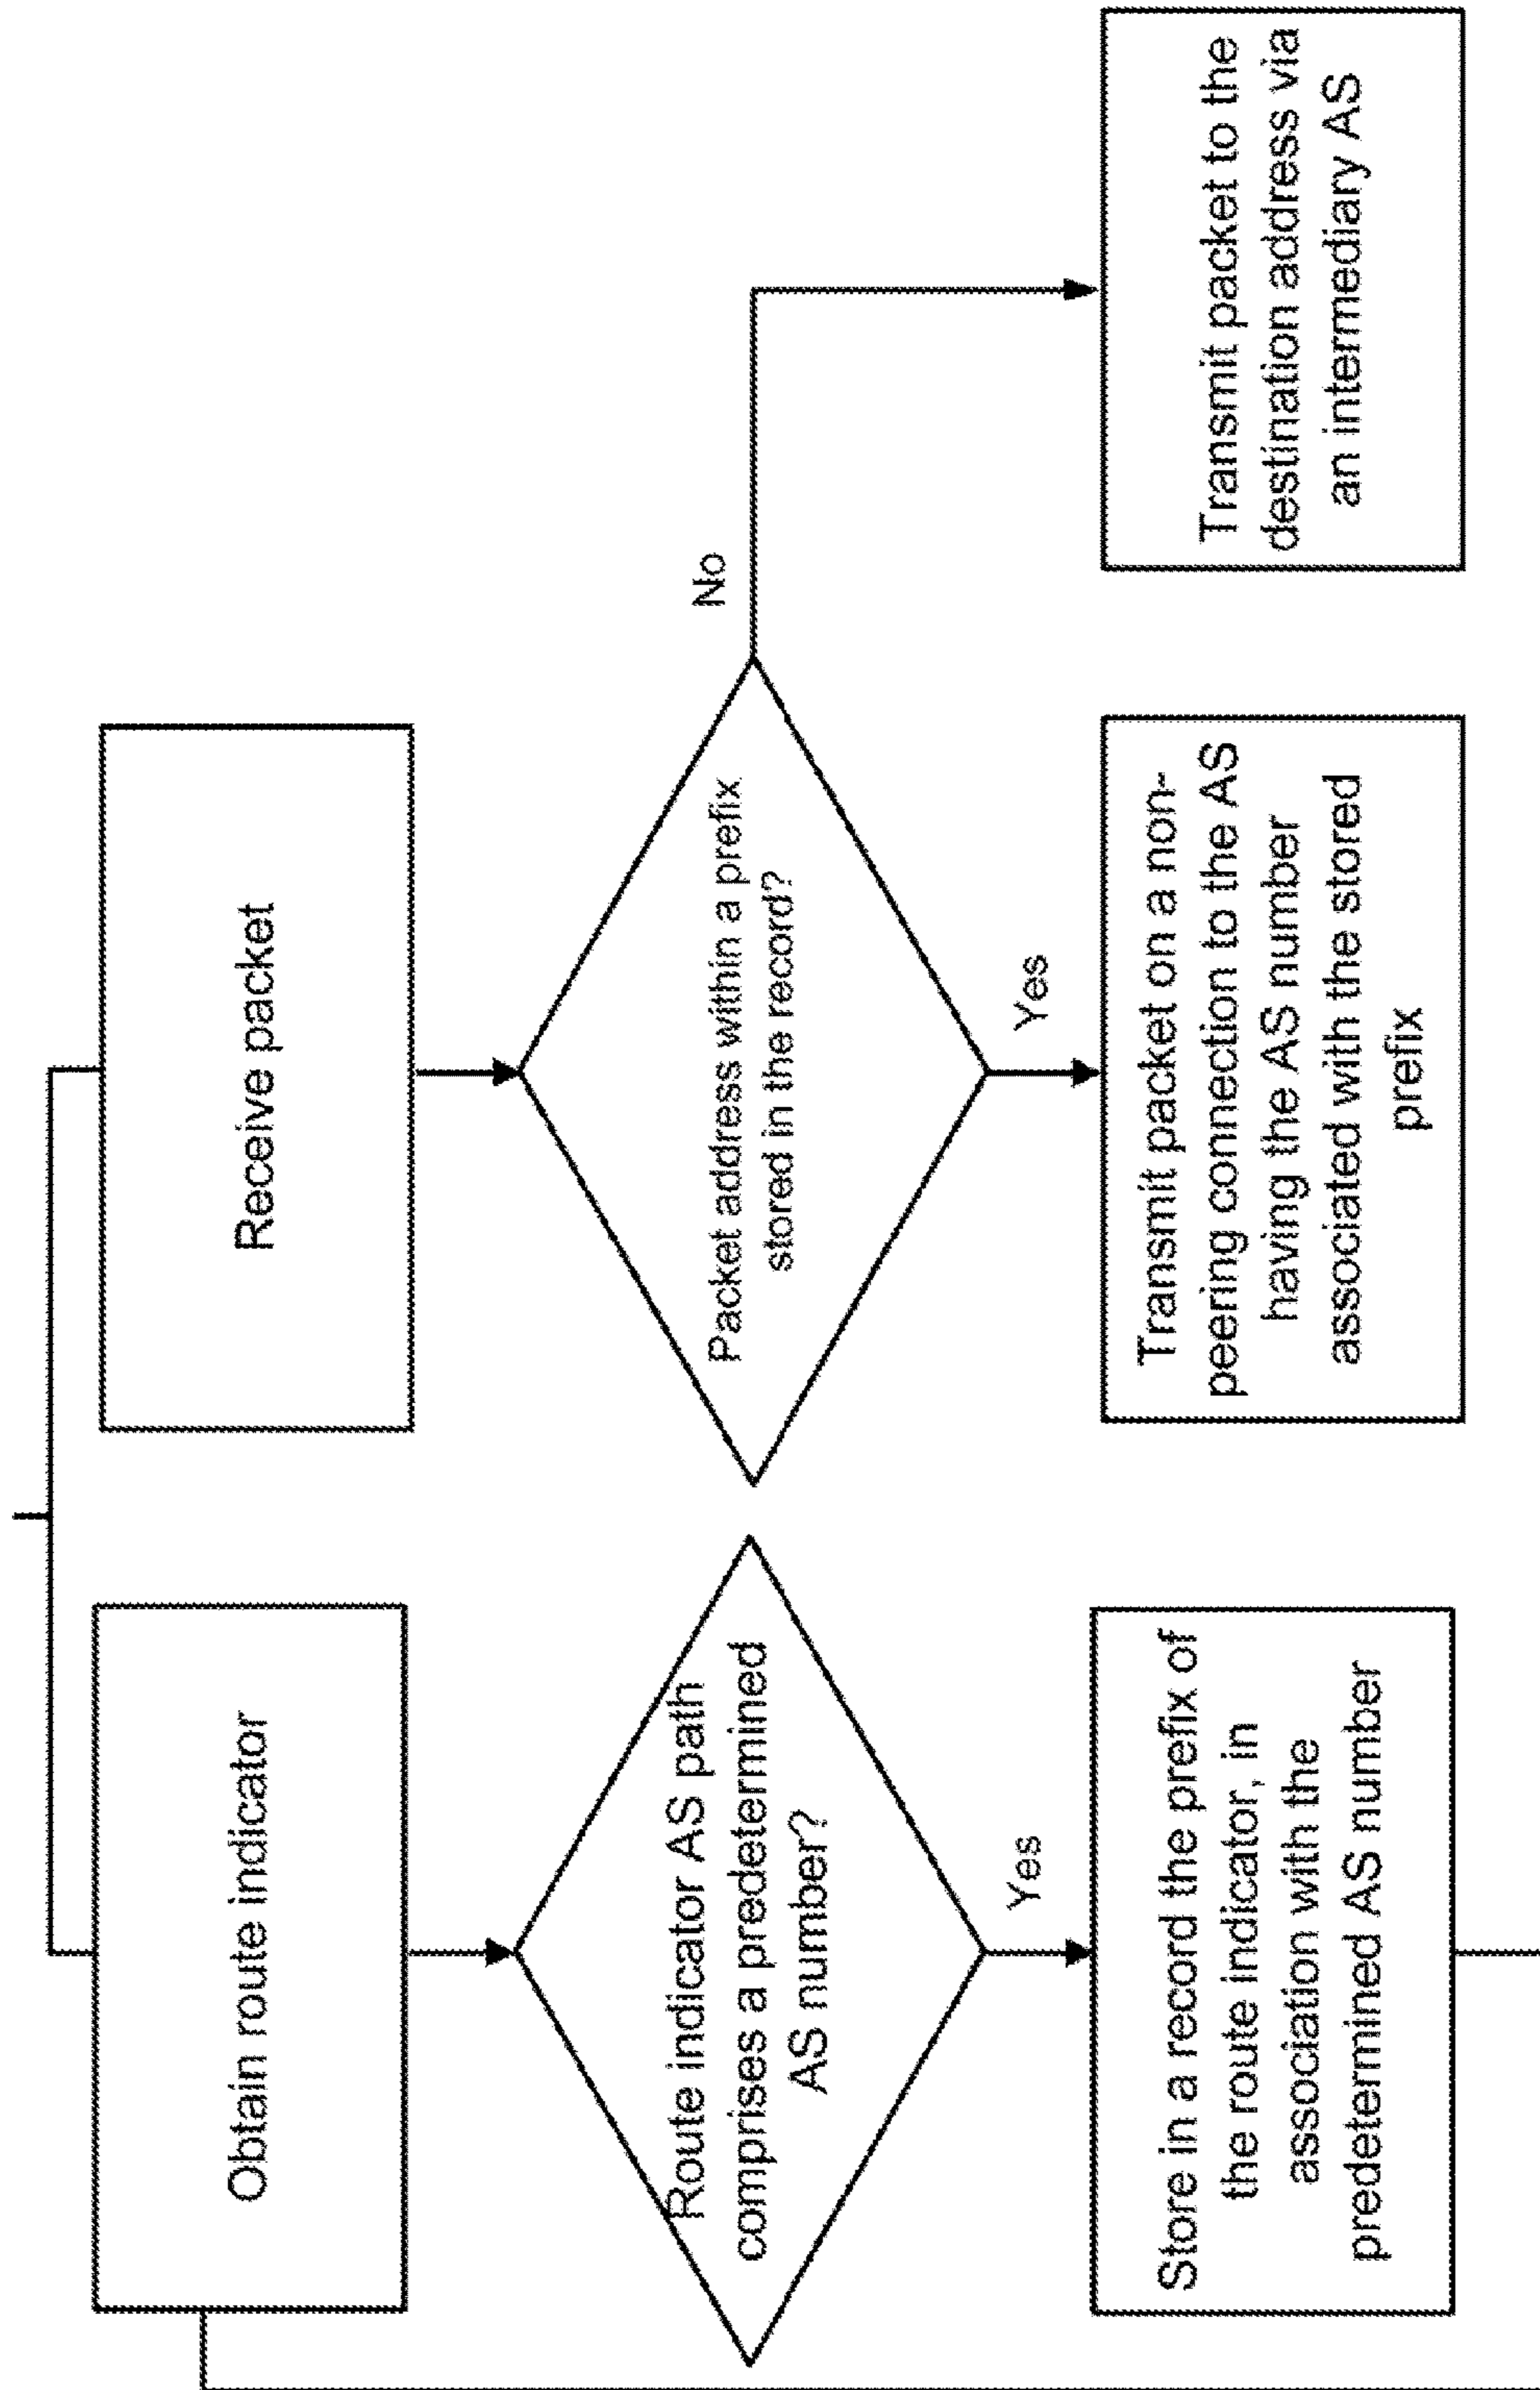 Obtain route indicator
Route indicator AS path
comprises a predetermined
AS number?
Yes
Store in a record the prefix of
the route indicator, in
association with the
predetermined AS number
Receive packet
Packet address within a prefix
stored in the record?
No
Yes
Transmit packet on a non-
peering connection to the AS
having the AS number
associated with the stored
prefix
Transmit packet to the
destination address via
an intermediary AS